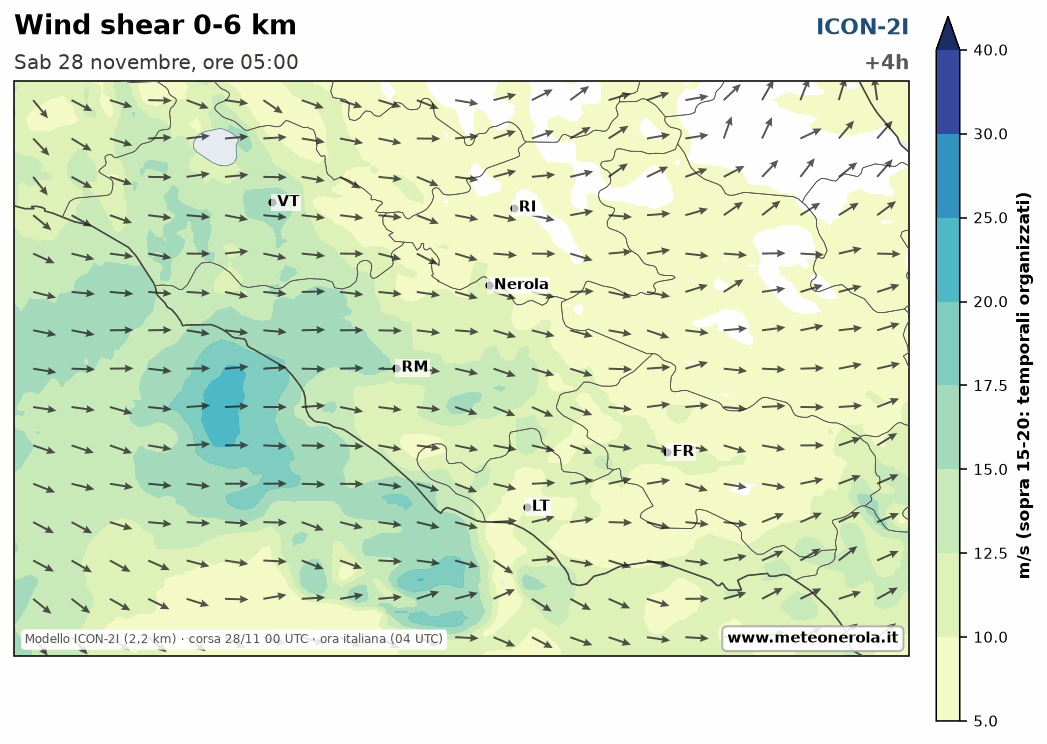 Wind shear 0-6 km
ICON-2I
Sab 28 novembre, ore 05:00
+4h
40.0
30.0
25.0
20.0
17.5
15.0
12.5
10.0
5.0
m/s (sopra 15-20: temporali organizzati)
VT
RI
Nerola
RM
FR
LT
Modello ICON-2I (2,2 km) · corsa 28/11 00 UTC · ora italiana (04 UTC)
www.meteonerola.it